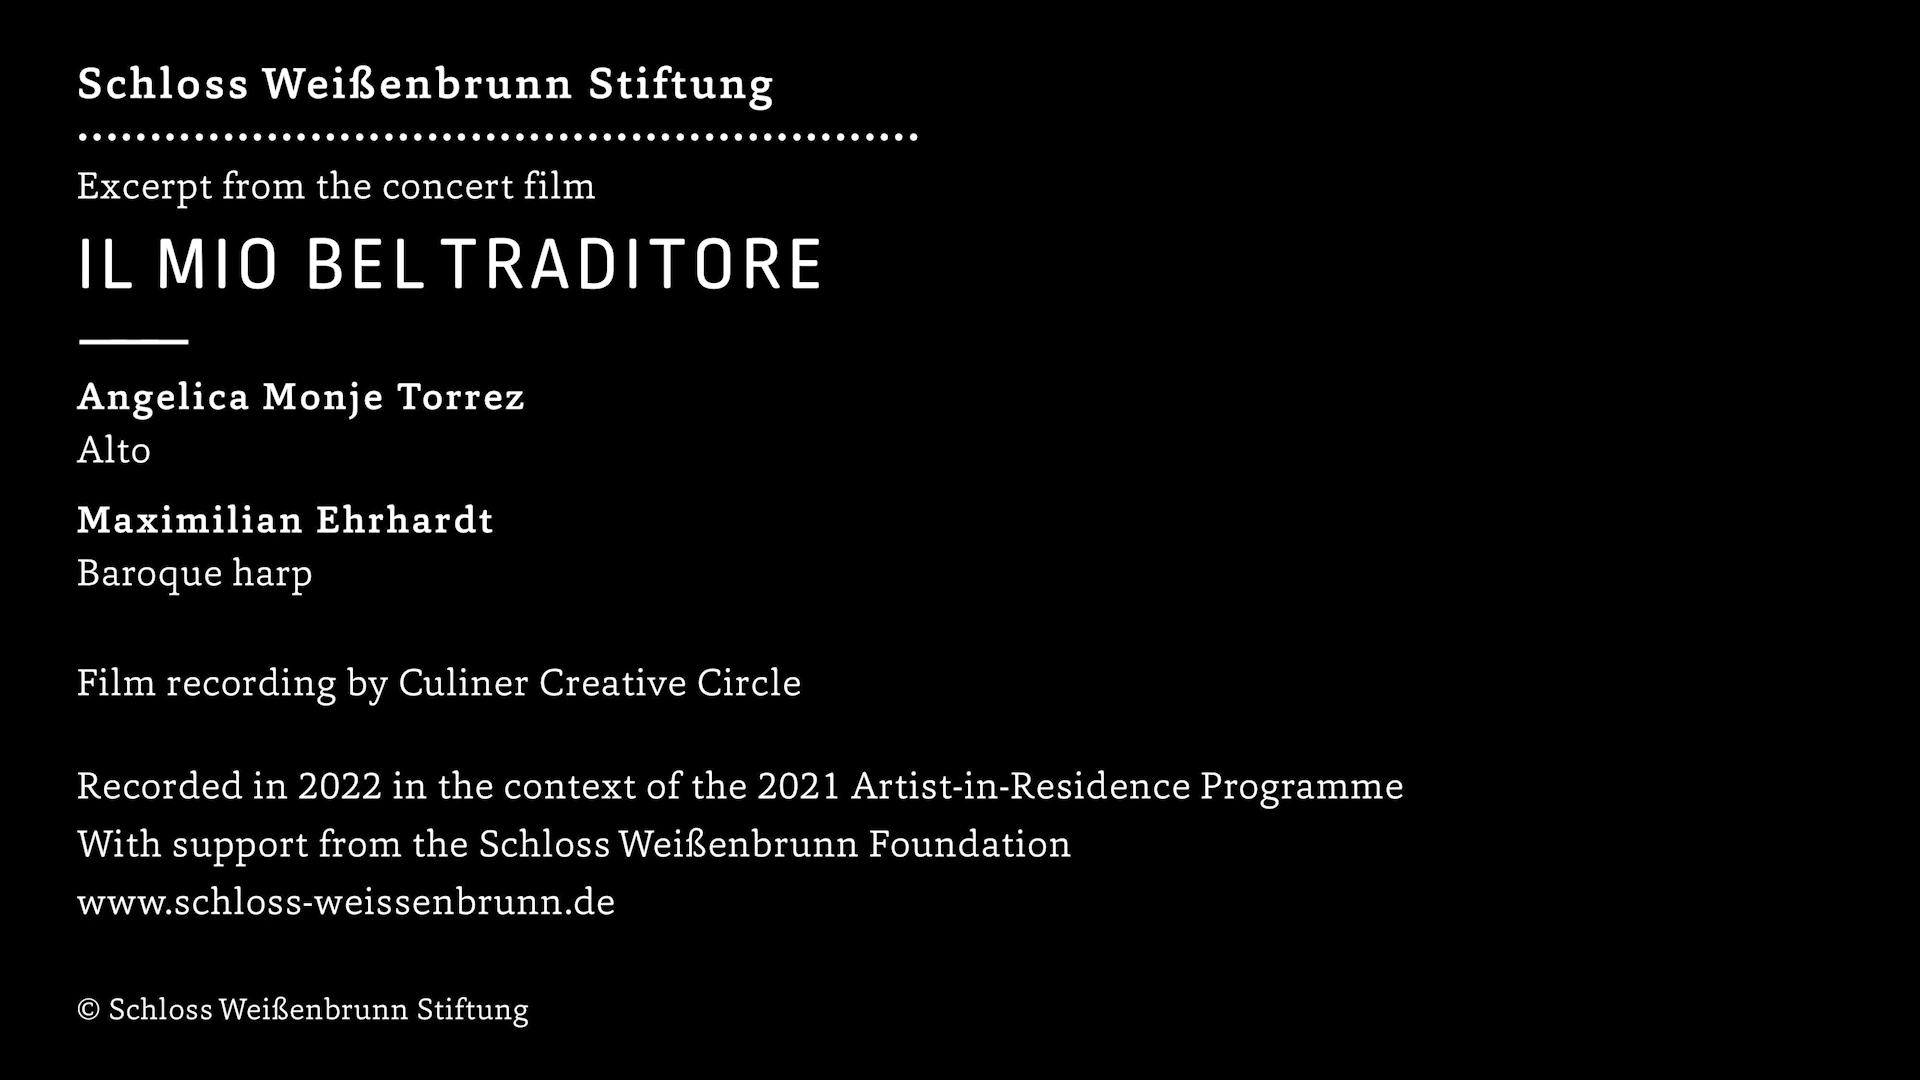 Schloss Weißenbrunn Stiftung
Excerpt from the concert film
IL MIO BEL TRADITORE
Angelica Monje Torrez
Alto
Maximilian Ehrhardt
Baroque harp
Film recording by Culiner Creative Circle
Recorded in 2022 in the context of the 2021 Artist-in-Residence Programme
With support from the Schloss Weißenbrunn Foundation
www.schloss-weissenbrunn.de
© Schloss Weißenbrunn Stiftung